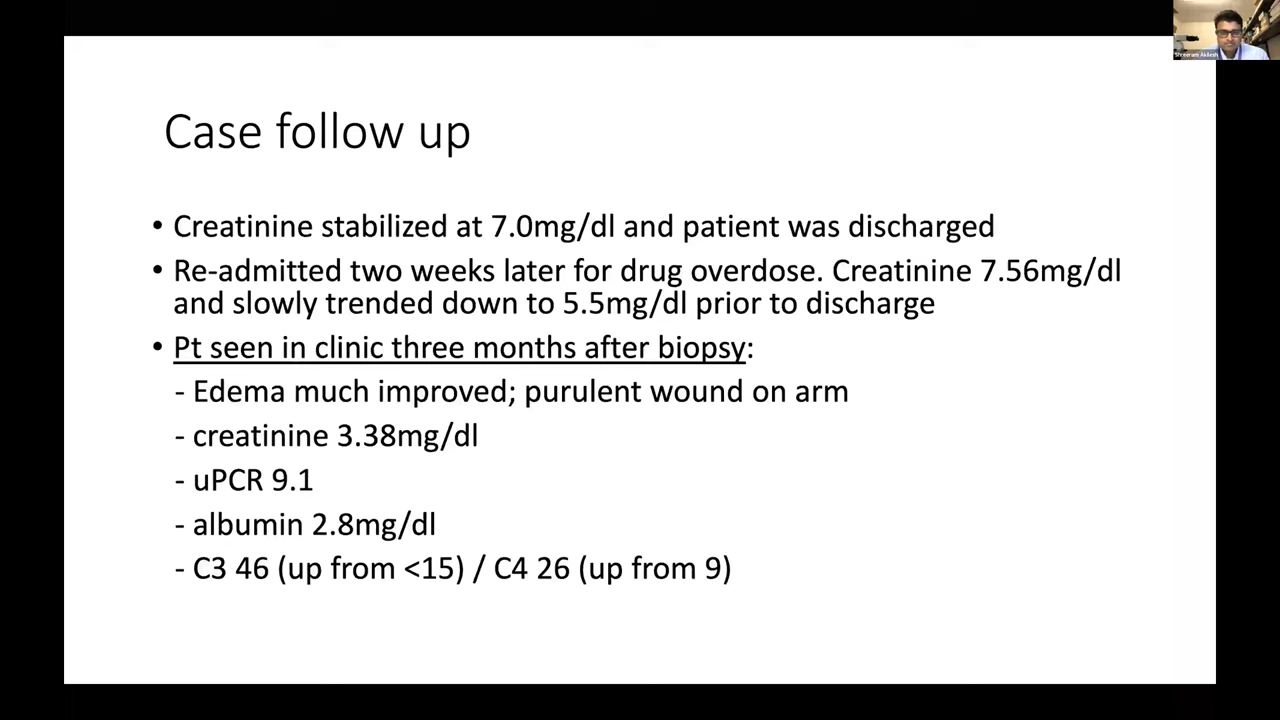 Shreeram Akilesh
Case follow up
• Creatinine stabilized at 7.0mg/dl and patient was discharged
• Re-admitted two weeks later for drug overdose. Creatinine 7.56mg/dl
and slowly trended down to 5.5mg/dl prior to discharge
• Pt seen in clinic three months after biopsy:
- Edema much improved; purulent wound on arm
- creatinine 3.38mg/dl
- uPCR 9.1
- albumin 2.8mg/dl
- C3 46 (up from <15) / C4 26 (up from 9)